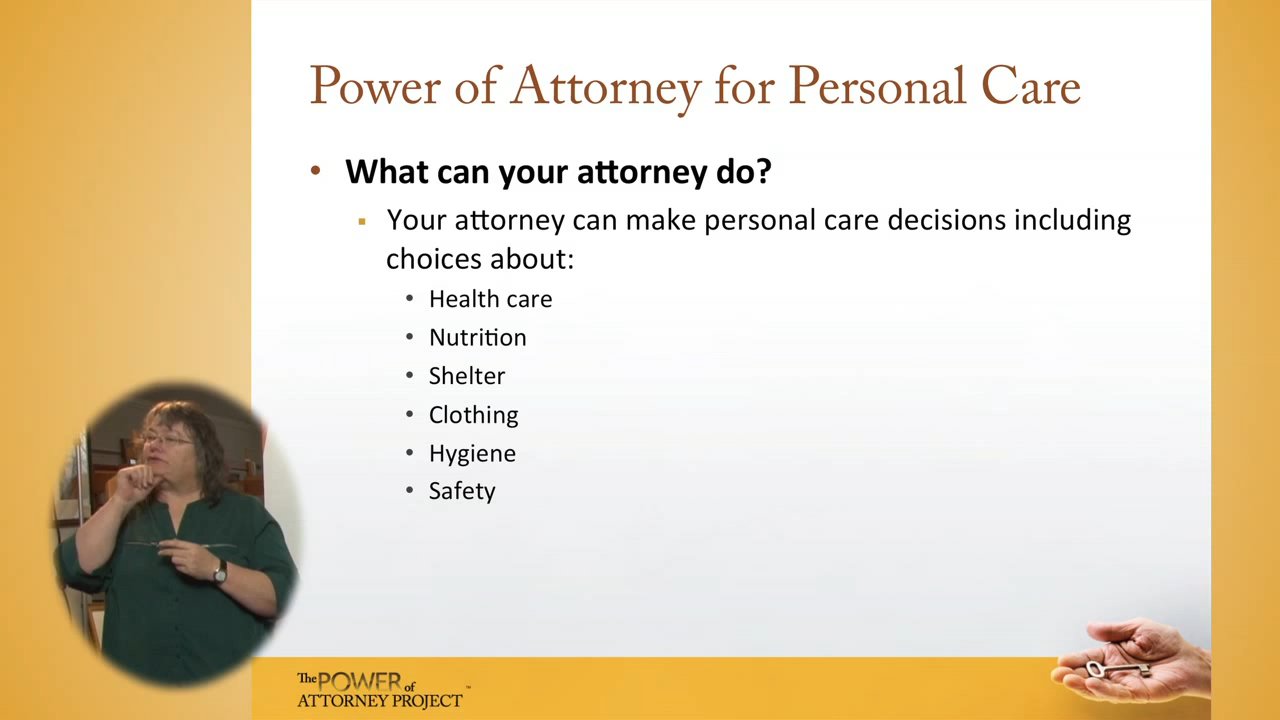 Power of Attorney for Personal Care
• What can your attorney do?
▪ Your attorney can make personal care decisions including
choices about:
• Health care
• Nutrition
• Shelter
• Clothing
• Hygiene
• Safety
The POWER of
ATTORNEY PROJECT™